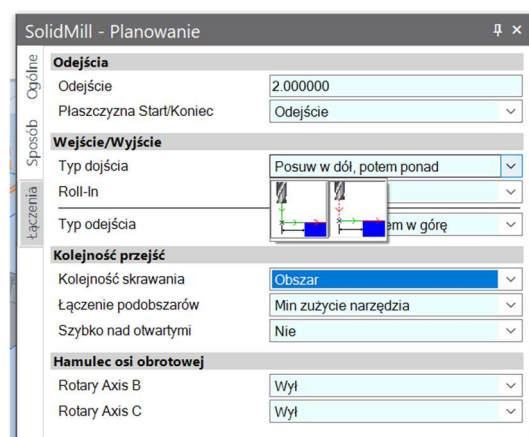 SolidMill - Planowanie
Ogólne
Sposób
Łączenia
Odejścia
Odejście 2.000000
Płaszczyzna Start/Koniec Odejście
Wejście/Wyjście
Typ dojścia Posuw w dół, potem ponad
Roll-In
Typ odejścia em w górę
Kolejność przejść
Kolejność skrawania Obszar
Łączenie podobszarów Min zużycie narzędzia
Szybko nad otwartymi Nie
Hamulec osi obrotowej
Rotary Axis B Wył
Rotary Axis C Wył